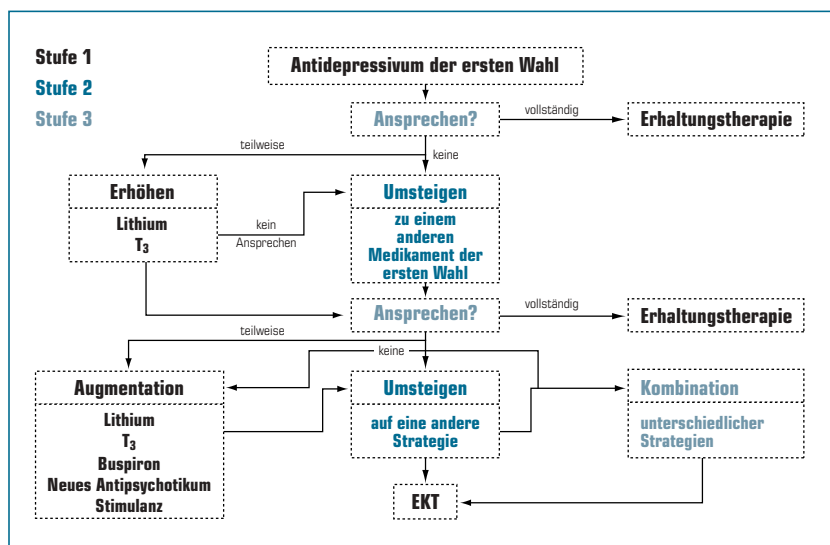 Stufe 1
Stufe 2
Stufe 3
Antidepressivum der ersten Wahl
Ansprechen?
vollständig
Erhaltungstherapie
teilweise
keine
Erhöhen
Lithium
T3
kein
Ansprechen
Umsteigen
zu einem
anderen
Medikament der
ersten Wahl
Ansprechen?
vollständig
Erhaltungstherapie
teilweise
keine
Augmentation
Lithium
T3
Buspiron
Neues Antipsychotikum
Stimulanz
Umsteigen
auf eine andere
Strategie
Kombination
unterschiedlicher
Strategien
EKT